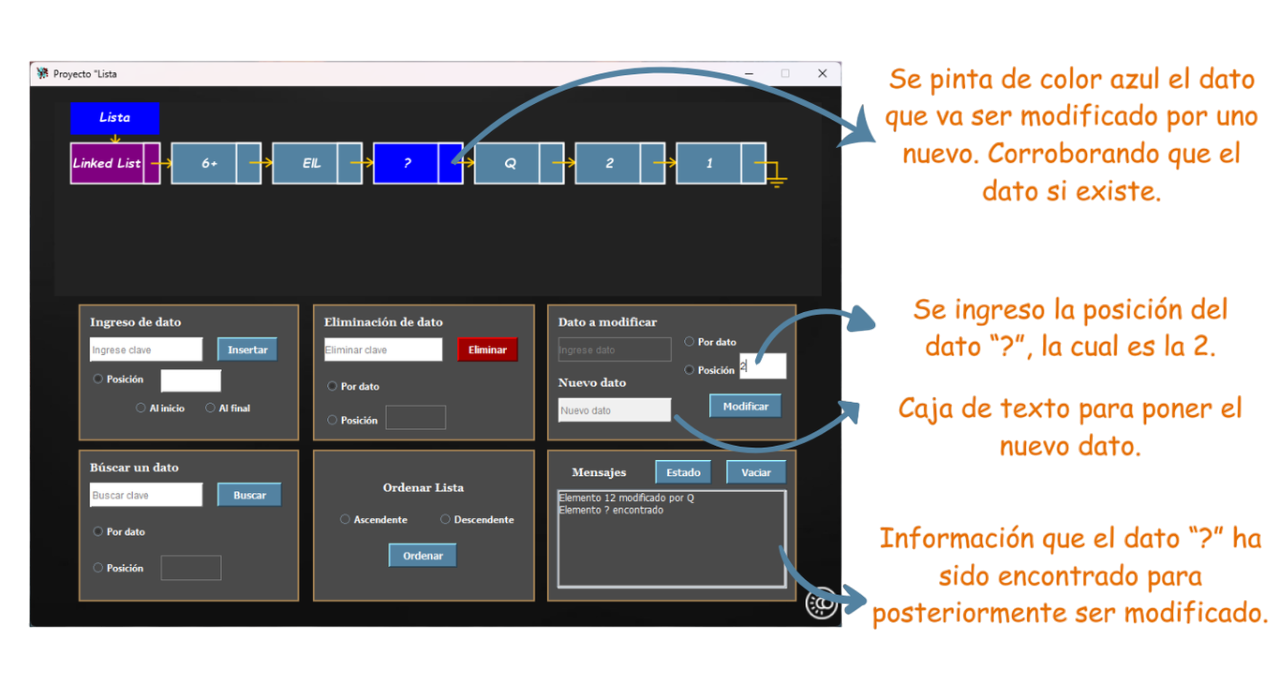 Proyecto "Lista
Lista
Linked List
6+
EIL
?
Q
2
1
Se pinta de color azul el dato
que va ser modificado por uno
nuevo. Corroborando que el
dato si existe.
Ingreso de dato
Ingrese clave
Insertar
Posición
Al inicio
Al final
Eliminación de dato
Eliminar clave
Eliminar
Por dato
Posición
Dato a modificar
Ingrese dato
Por dato
Posición
2
Nuevo dato
Nuevo dato
Modificar
Se ingreso la posición del
dato “?”, la cual es la 2.
Caja de texto para poner el
nuevo dato.
Búscar un dato
Buscar clave
Buscar
Por dato
Posición
Ordenar Lista
Ascendente
Descendente
Ordenar
Mensajes
Estado
Vaciar
Elemento 12 modificado por Q
Elemento ? encontrado
Información que el dato “?” ha
sido encontrado para
posteriormente ser modificado.